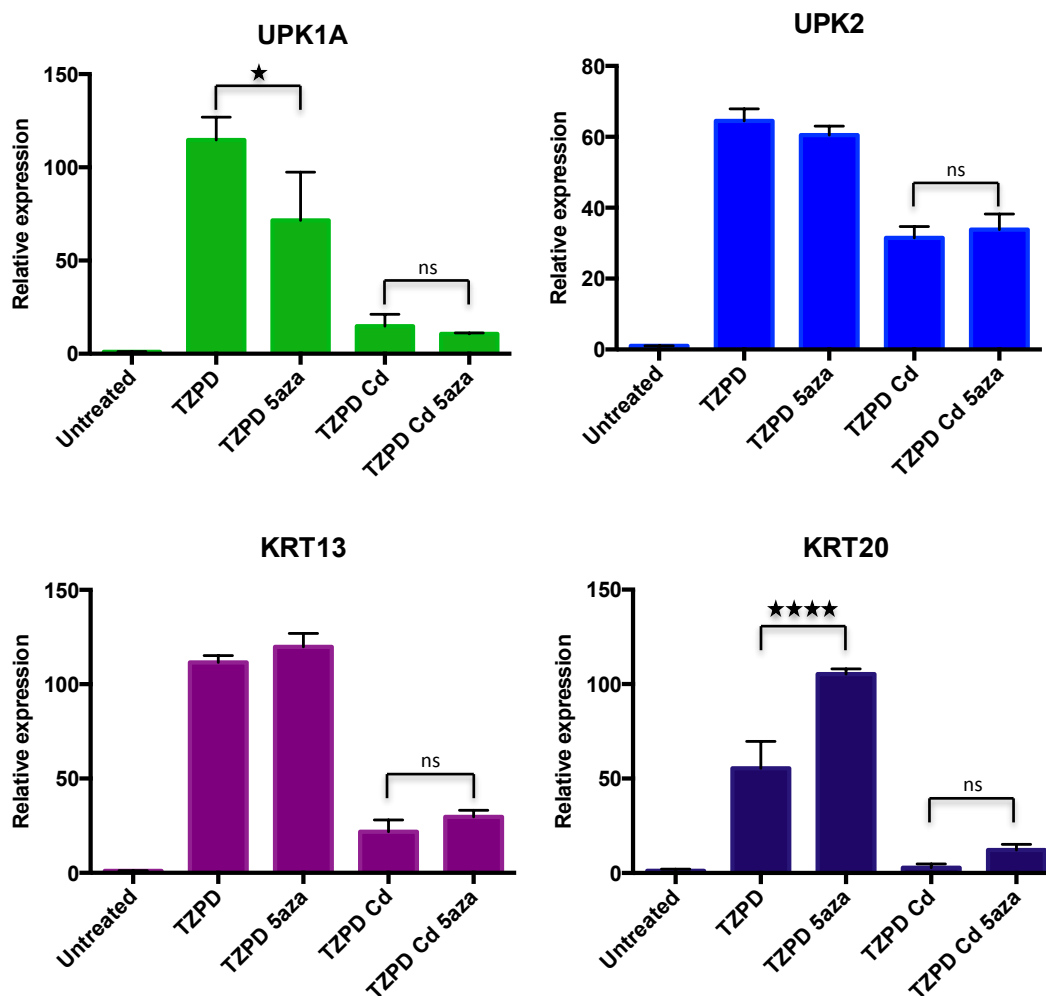 UPK1A
Relative expression
150
100
50
0
★
ns
Untreated
TZPD
TZPD 5aza
TZPD Cd
TZPD Cd 5aza
UPK2
Relative expression
80
60
40
20
0
ns
Untreated
TZPD
TZPD 5aza
TZPD Cd
TZPD Cd 5aza
KRT13
Relative expression
150
100
50
0
ns
Untreated
TZPD
TZPD 5aza
TZPD Cd
TZPD Cd 5aza
KRT20
Relative expression
150
100
50
0
★★★★
ns
Untreated
TZPD
TZPD 5aza
TZPD Cd
TZPD Cd 5aza